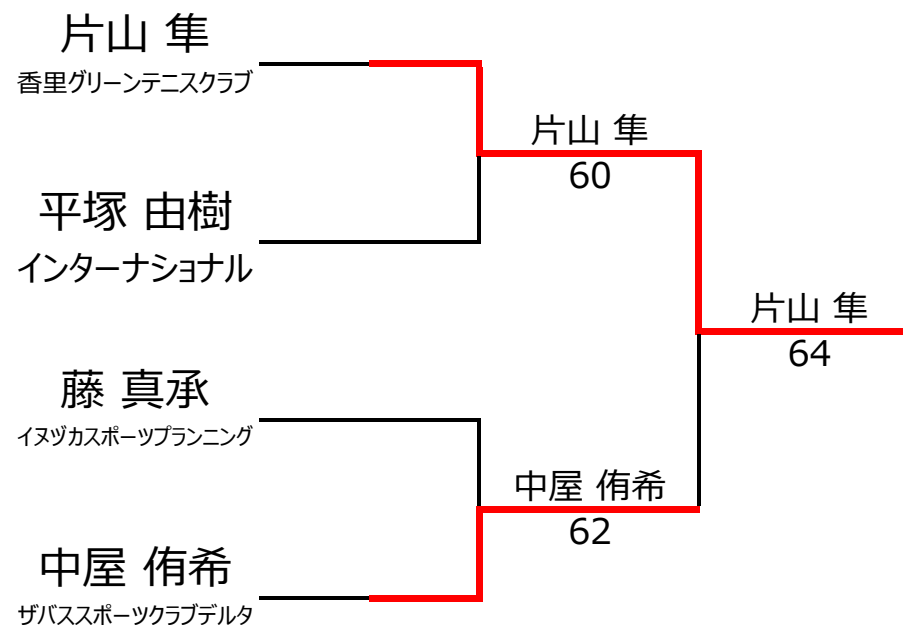 片山 隼
香里グリーンテニスクラブ
片山 隼
60
平塚 由樹
インターナショナル
片山 隼
64
藤 真承
イヌヅカスポーツプランニング
中屋 侑希
62
中屋 侑希
ザバススポーツクラブデルタ